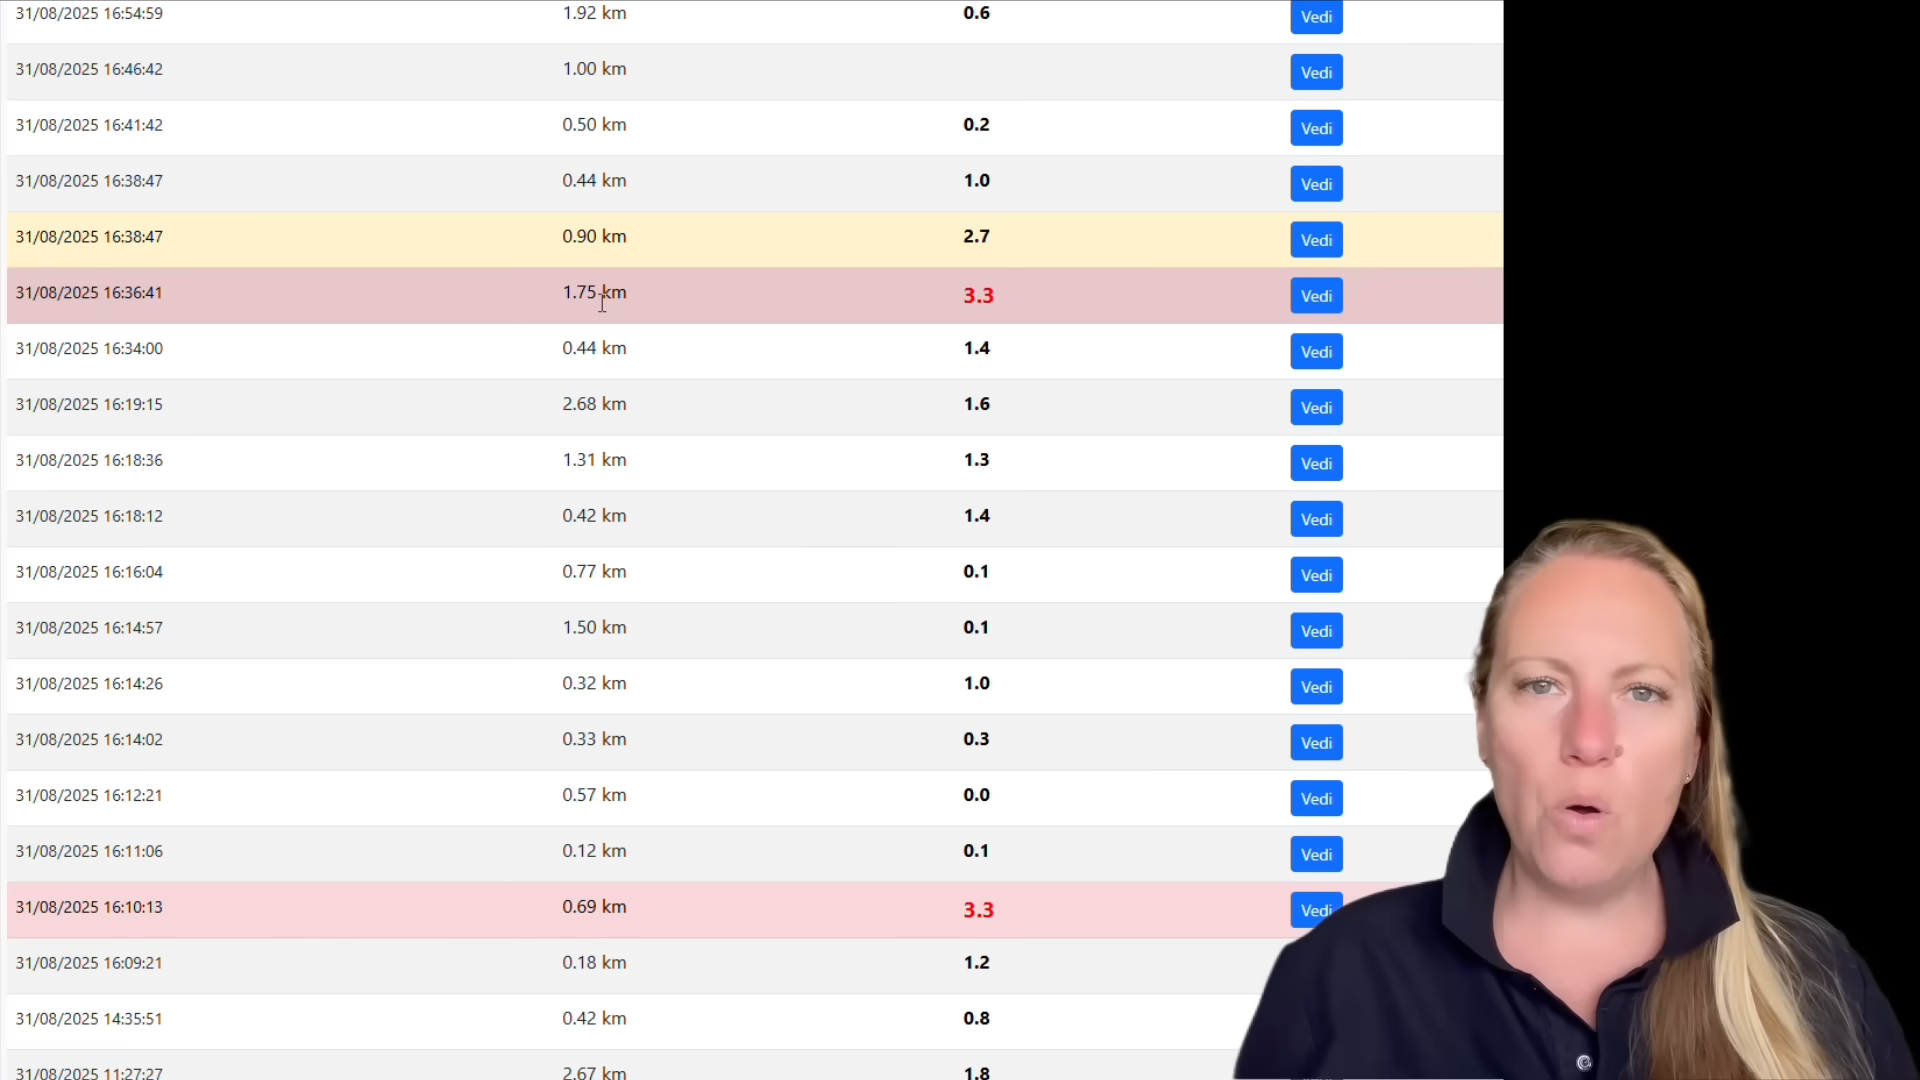 31/08/2025 16:54:59 1.92 km 0.6 Vedi
31/08/2025 16:46:42 1.00 km Vedi
31/08/2025 16:41:42 0.50 km 0.2 Vedi
31/08/2025 16:38:47 0.44 km 1.0 Vedi
31/08/2025 16:38:47 0.90 km 2.7 Vedi
31/08/2025 16:36:41 1.75 km 3.3 Vedi
31/08/2025 16:34:00 0.44 km 1.4 Vedi
31/08/2025 16:19:15 2.68 km 1.6 Vedi
31/08/2025 16:18:36 1.31 km 1.3 Vedi
31/08/2025 16:18:12 0.42 km 1.4 Vedi
31/08/2025 16:16:04 0.77 km 0.1 Vedi
31/08/2025 16:14:57 1.50 km 0.1 Vedi
31/08/2025 16:14:26 0.32 km 1.0 Vedi
31/08/2025 16:14:02 0.33 km 0.3 Vedi
31/08/2025 16:12:21 0.57 km 0.0 Vedi
31/08/2025 16:11:06 0.12 km 0.1 Vedi
31/08/2025 16:10:13 0.69 km 3.3 Vedi
31/08/2025 16:09:21 0.18 km 1.2
31/08/2025 14:35:51 0.42 km 0.8
31/08/2025 11:27:27 2.67 km 1.8